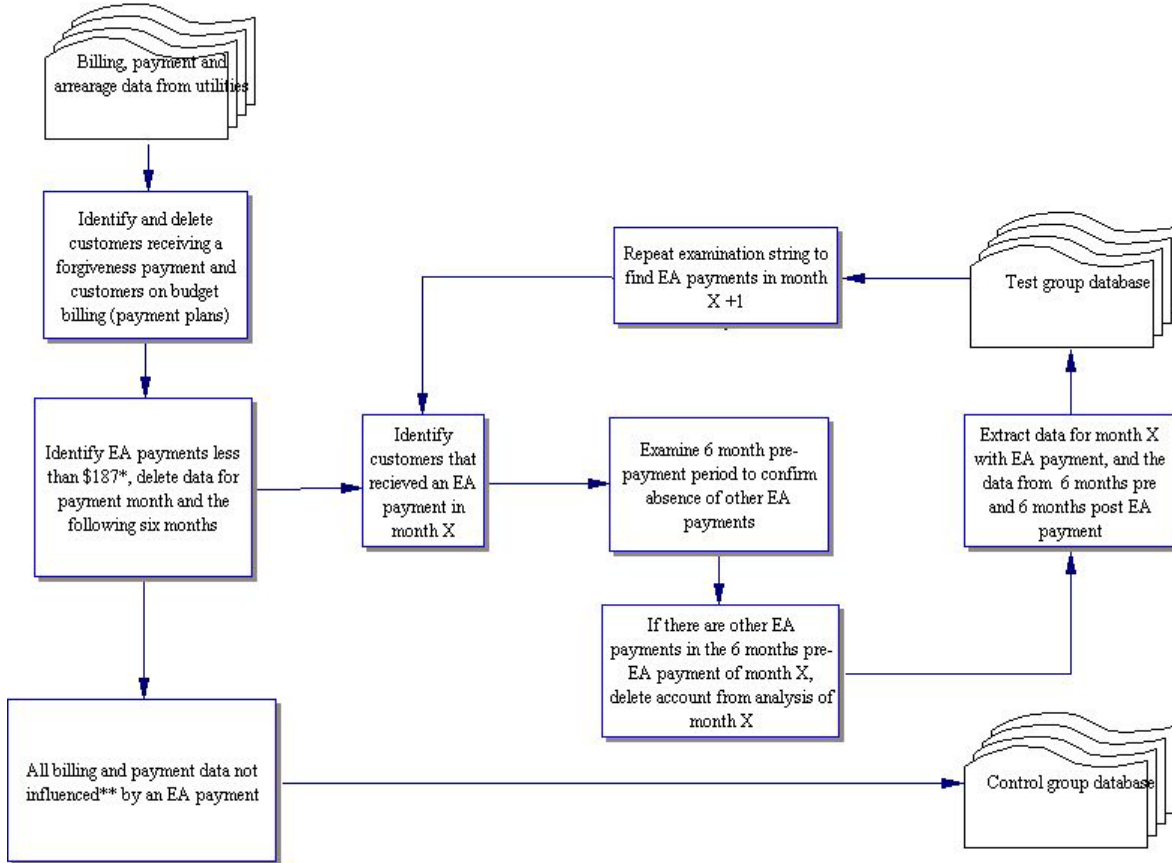 Billing, payment and
arrearage data from utilities
Identify and delete
customers receiving a
forgiveness payment and
customers on budget
billing (payment plans)
Repeat examination string to
find EA payments in month
X +1
Test group database
Identify EA payments less
than $187*, delete data for
payment month and the
following six months
Identify
customers that
recieved an EA
payment in
month X
Examine 6 month pre-
payment period to confirm
absence of other EA
payments
Extract data for month X
with EA payment, and the
data from 6 months pre
and 6 months post EA
payment
If there are other EA
payments in the 6 months pre-
EA payment of month X,
delete account from analysis of
month X
All billing and payment data not
influenced** by an EA payment
Control group database